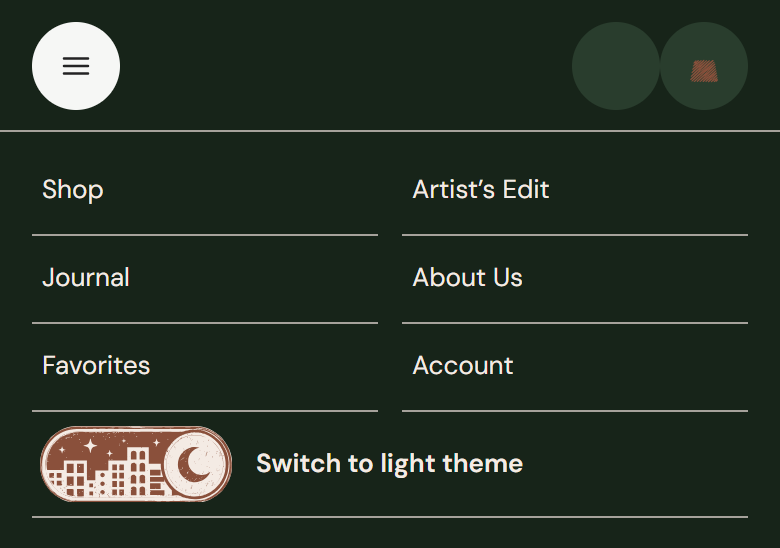 Shop
Artist’s Edit
Journal
About Us
Favorites
Account
Switch to light theme